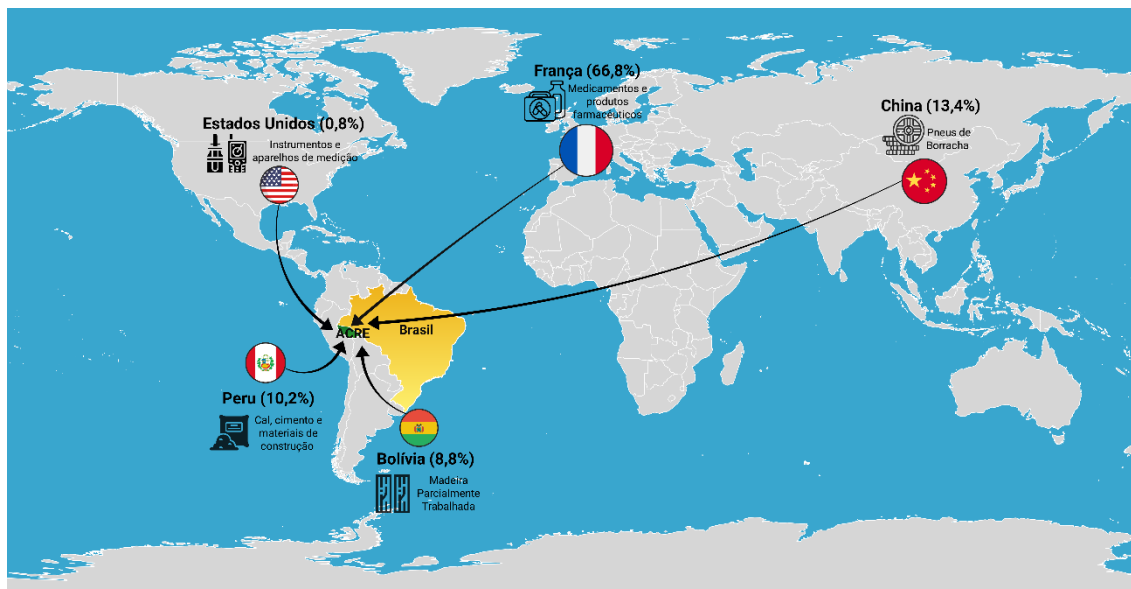 França (66,8%)
Medicamentos e
produtos
farmacêuticos
China (13,4%)
Pneus de
Borracha
Estados Unidos (0,8%)
Instrumentos e
aparelhos de medição
ACRE
Brasil
Peru (10,2%)
Cal, cimento e
materiais de
construção
Bolívia (8,8%)
Madeira
Parcialmente
Trabalhada